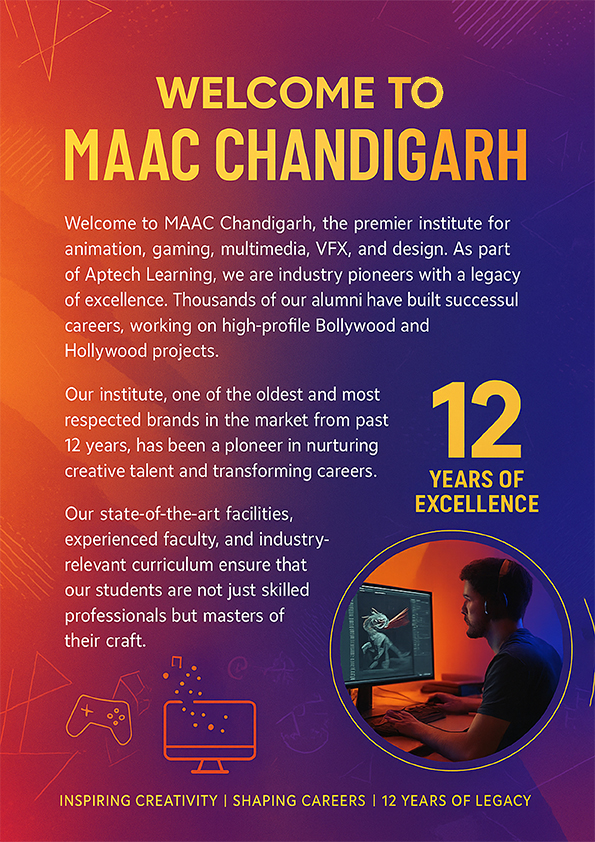 WELCOME TO
MAAC CHANDIGARH
Welcome to MAAC Chandigarh, the premier institute for
animation, gaming, multimedia, VFX, and design. As part
of Aptech Learning, we are industry pioneers with a legacy
of excellence. Thousands of our alumni have built successul
careers, working on high-profile Bollywood and
Hollywood projects.
Our institute, one of the oldest and most
respected brands in the market from past
12 years, has been a ploneer in nurturing
creative talent and transforming careers.
12
YEARS OF
EXCELLENCE
Our state-of-the-art facilities,
experienced faculty, and industry-
relevant curriculum ensure that
our students are not just skilled
professionals but masters of
their craft.
INSPIRING CREATIVITY | SHAPING CAREERS | 12 YEARS OF LEGACY